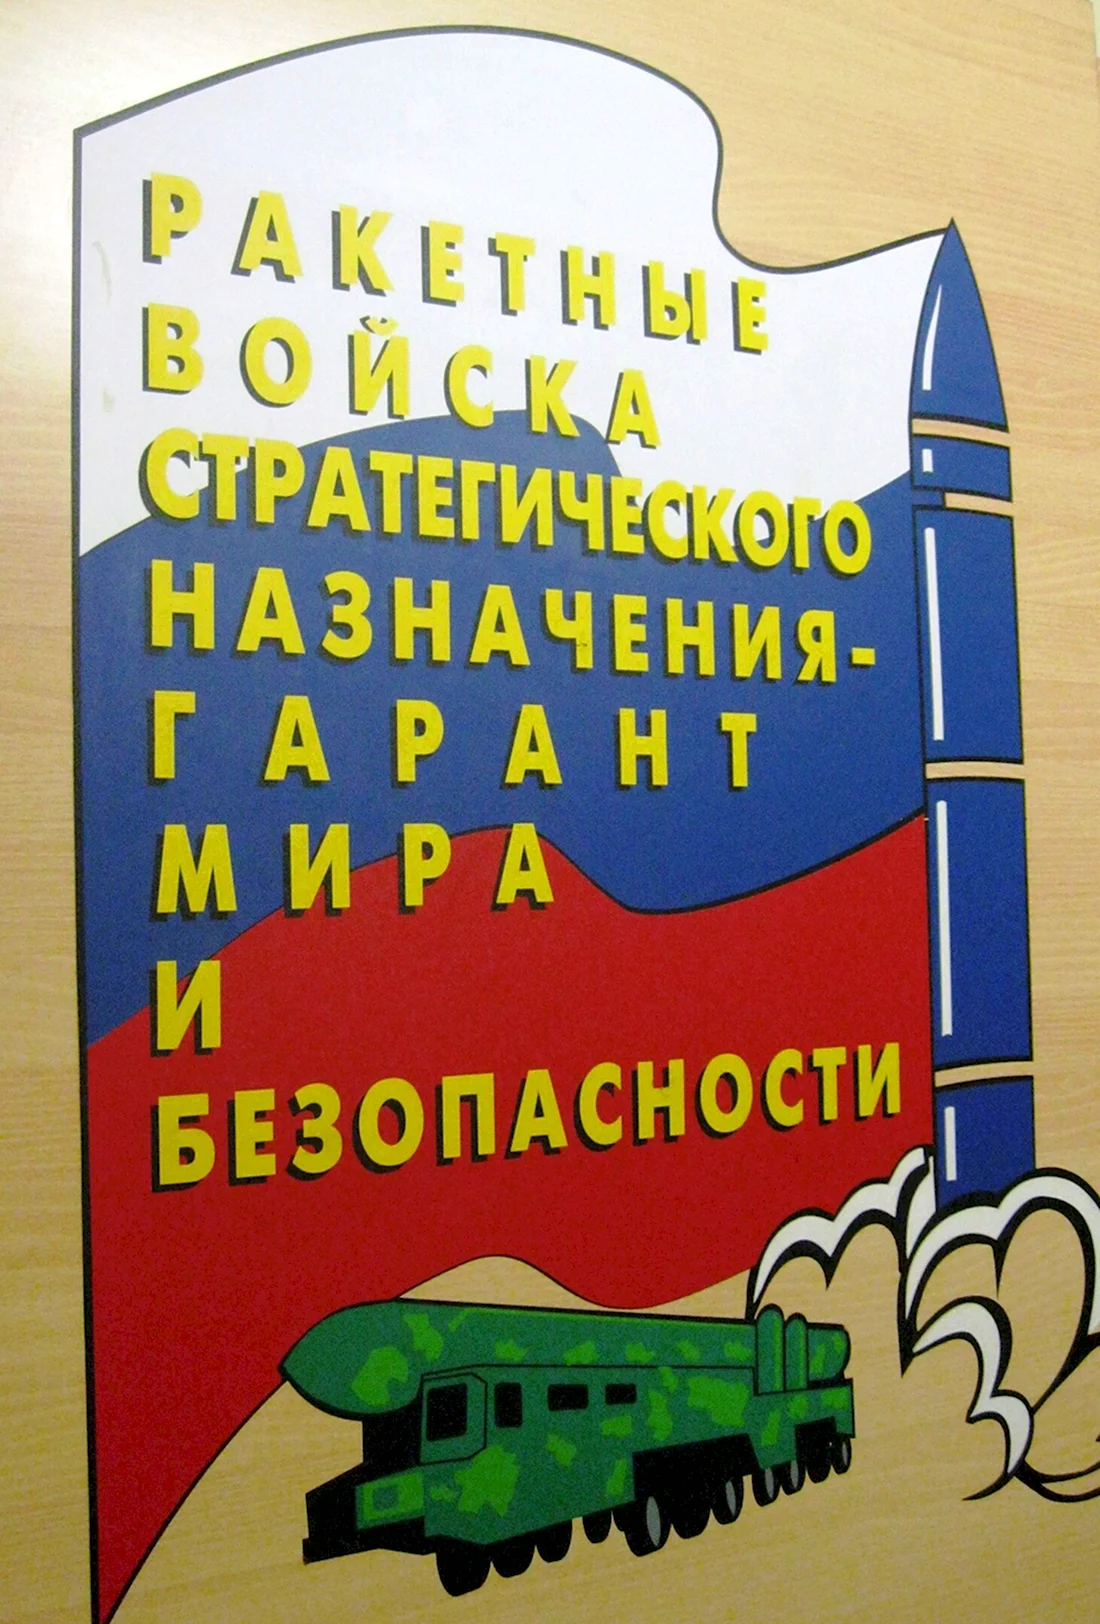 РАКЕТНЫЕ
ВОЙСКА
СТРАТЕГИЧЕСКОГО
НАЗНАЧЕНИЯ-
ГАРАНТ
МИРА
И
БЕЗОПАСНОСТИ